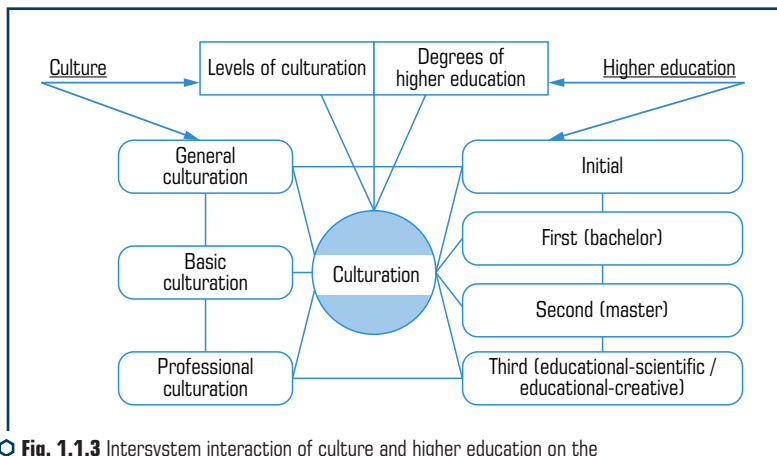 Culture
Levels of culturation
Degrees of
higher education
Higher education
General
culturation
Initial
First (bachelor)
Basic
culturation
Culturation
Second (master)
Professional
culturation
Third (educational-scientific /
educational-creative)
Fig. 1.1.3 Intersystem interaction of culture and higher education on the